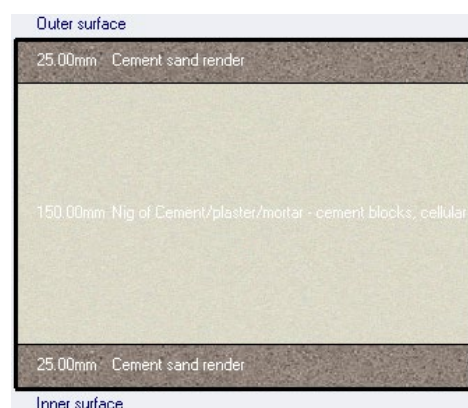 Outer surface
25.00mm Cement sand render
150.00mm Nig of Cement/plaster/mortar - cement blocks, cellular
25.00mm Cement sand render
Inner surface